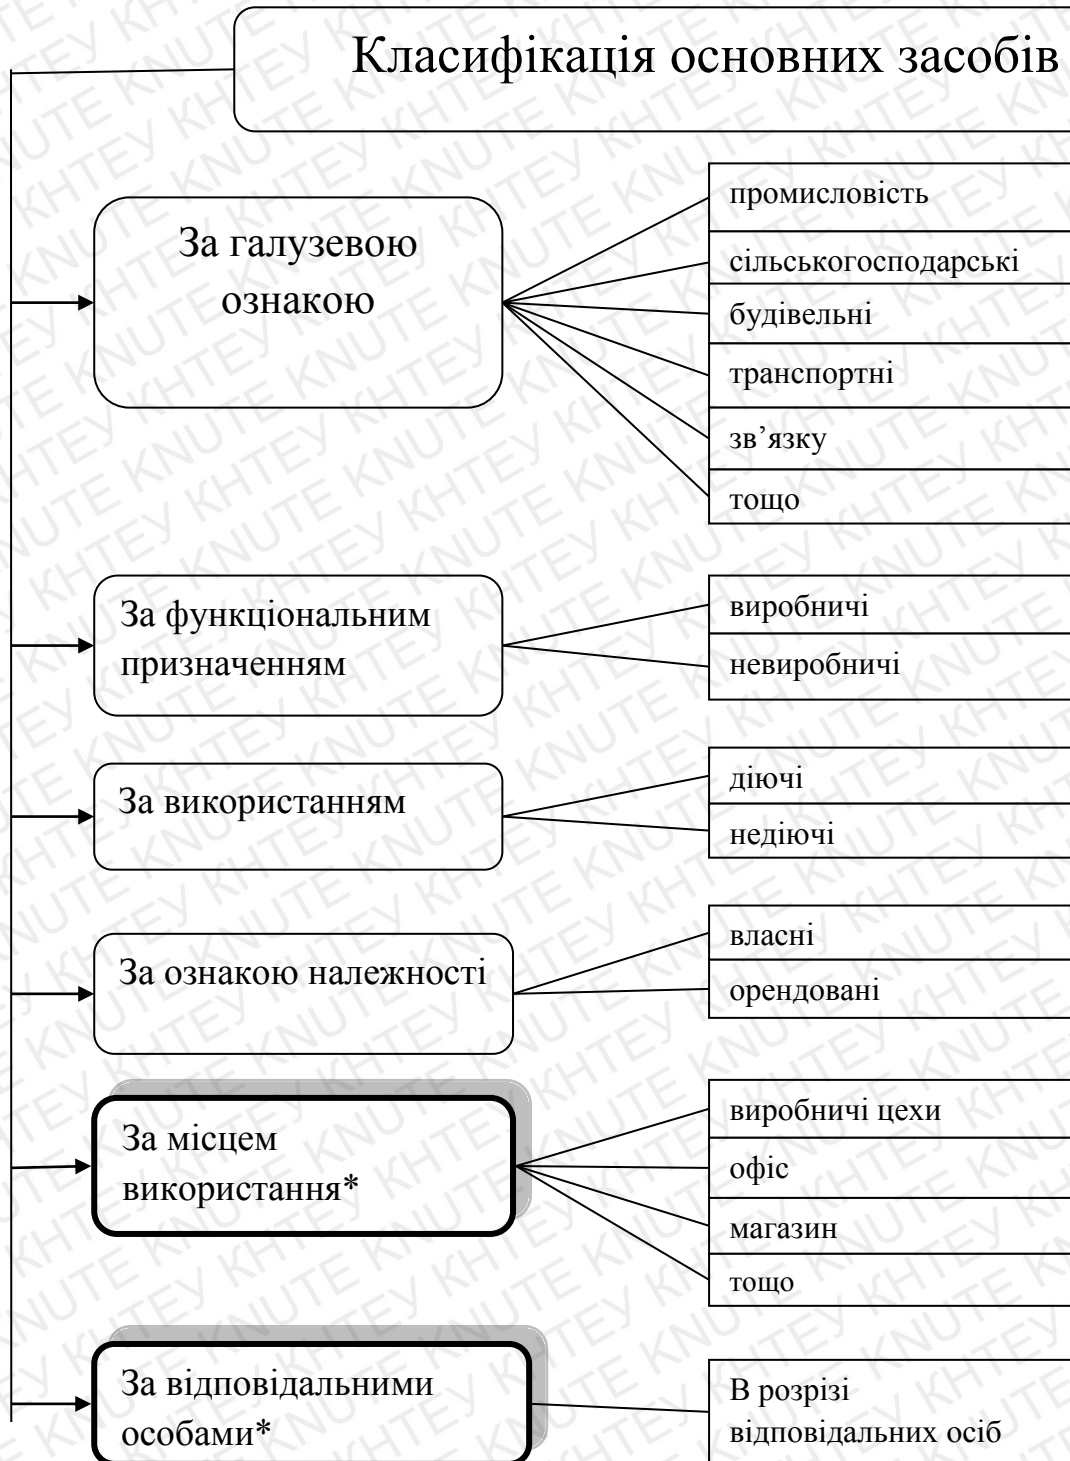 Класифікація основних засобів
За галузевою
ознакою
промисловість
сільськогосподарські
будівельні
транспортні
зв’язку
тощо
За функціональним
призначенням
виробничі
невиробничі
За використанням
діючі
недіючі
За ознакою належності
власні
орендовані
За місцем
використання*
виробничі цехи
офіс
магазин
тощо
За відповідальними
особами*
В розрізі
відповідальних осіб